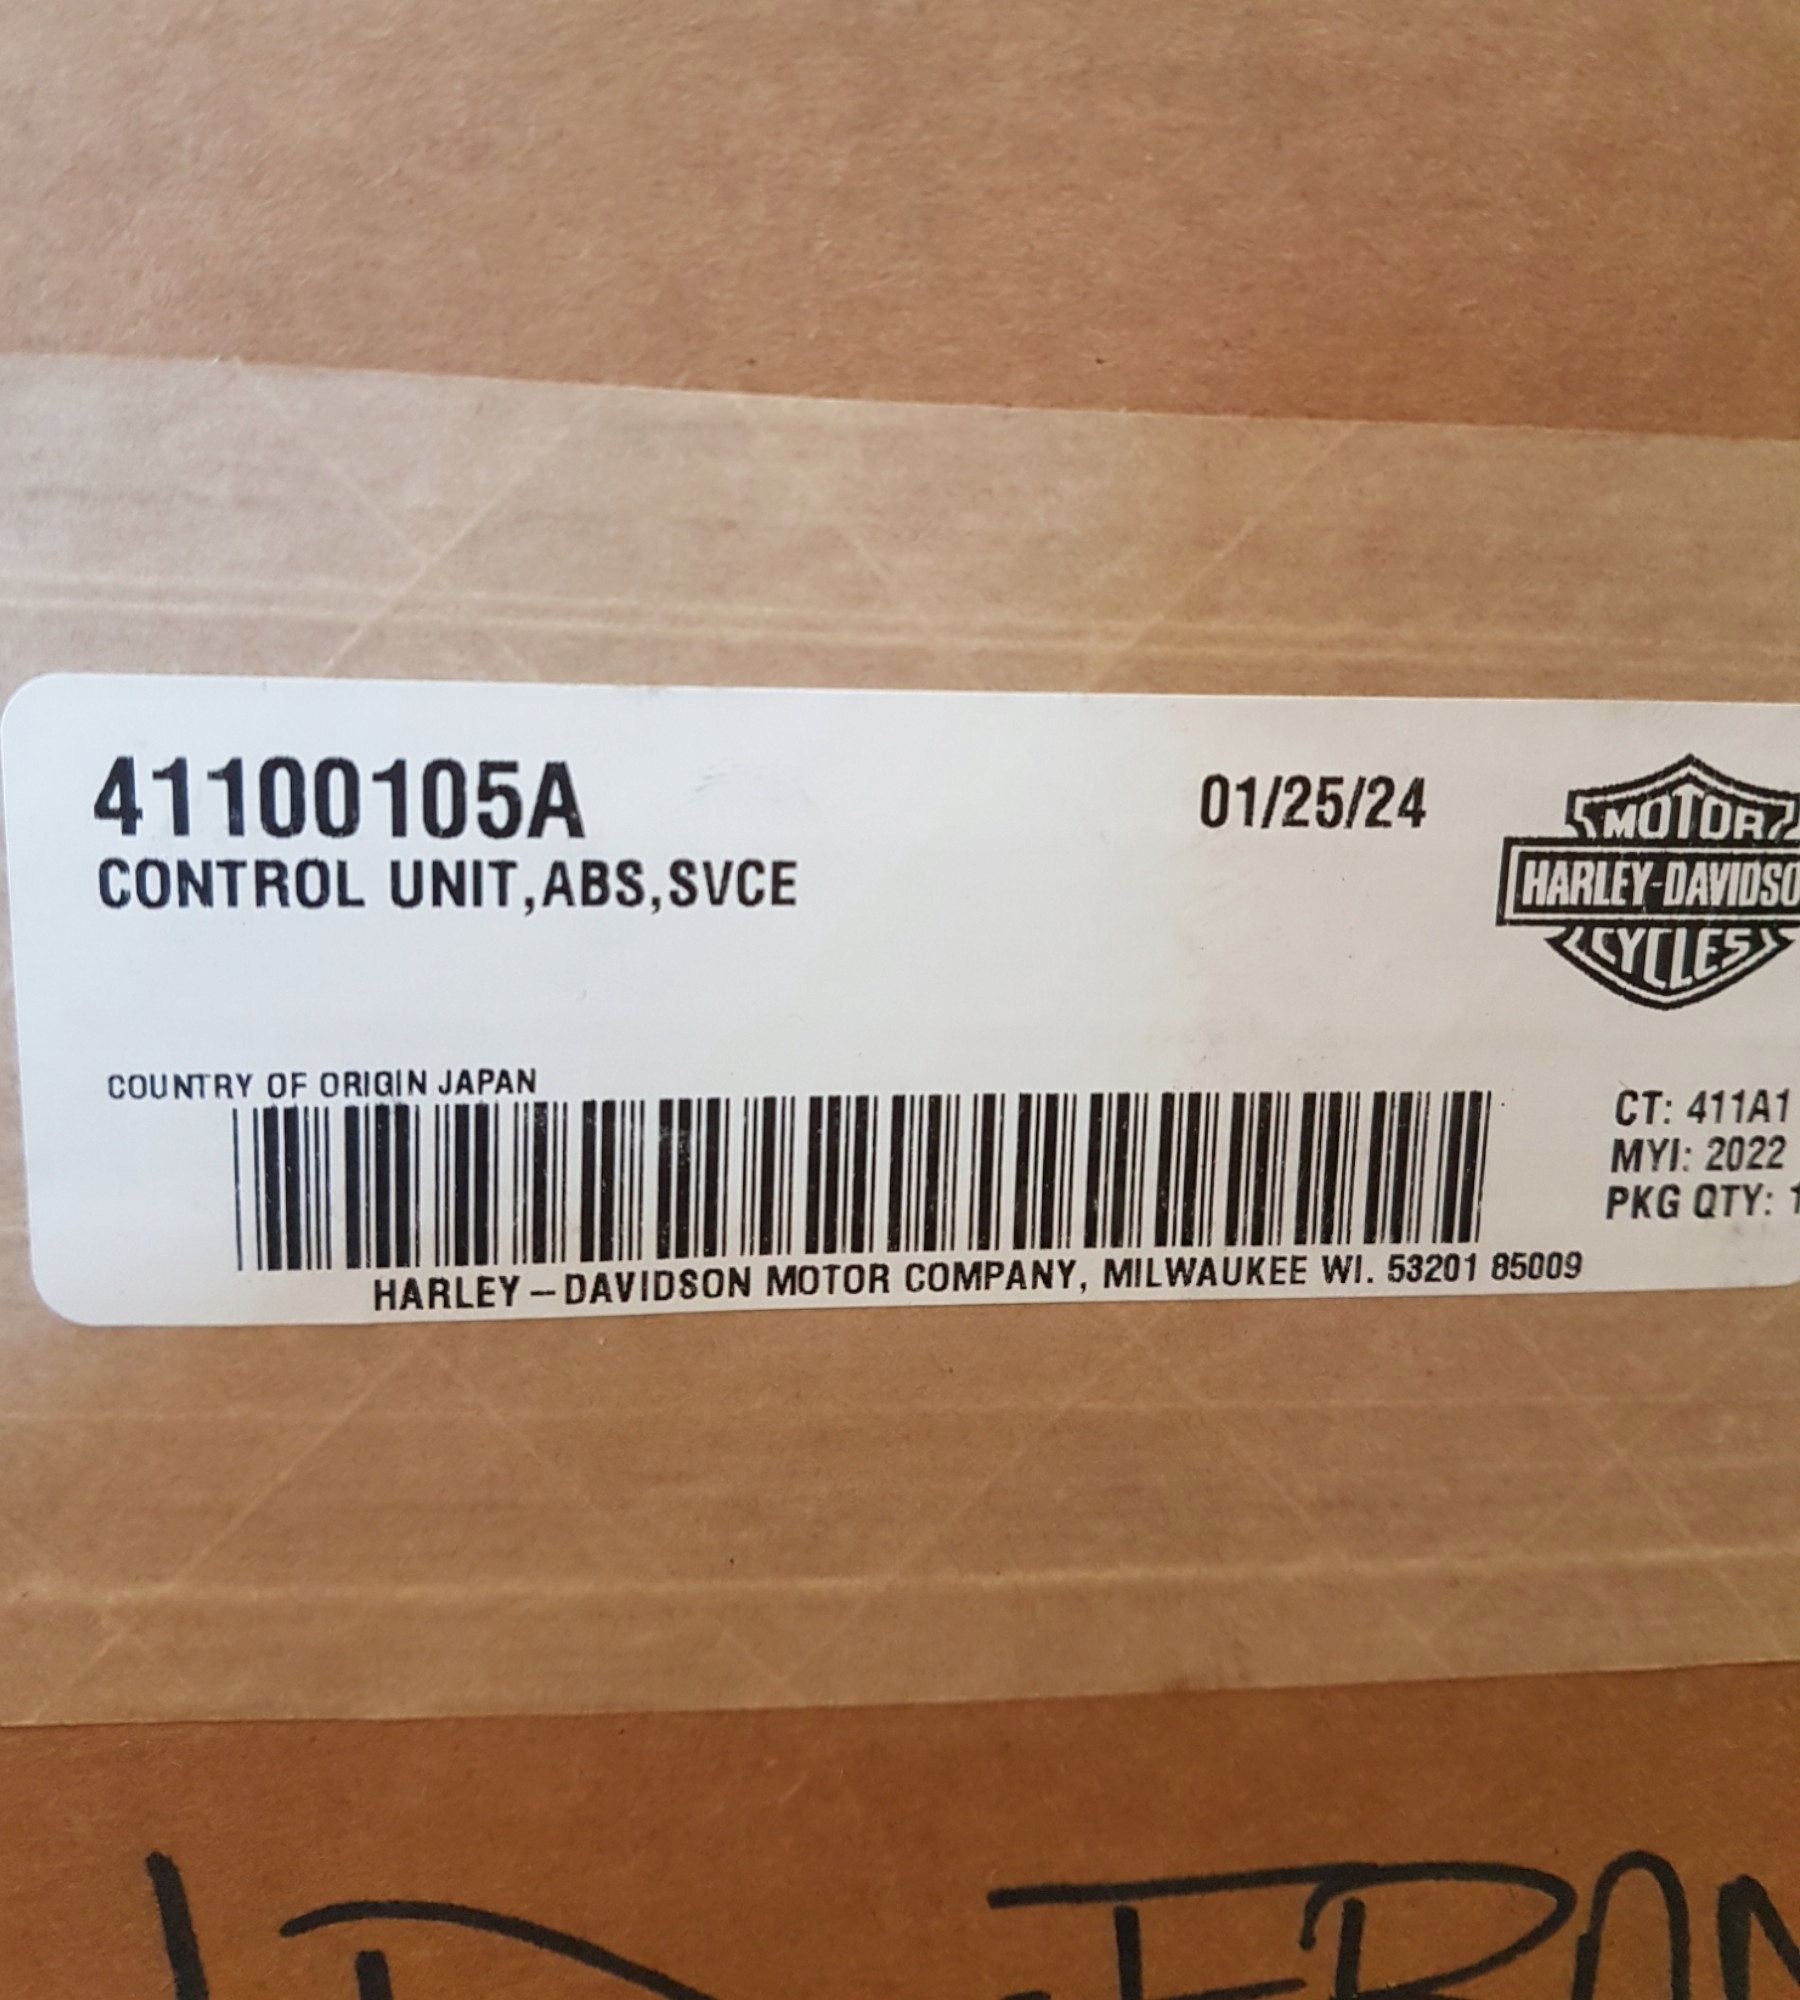 41100105A
01/25/24
CONTROL UNIT,ABS,SVCE
MOTOR
HARLEY-DAVIDSO
CYCLES
COUNTRY OF ORIGIN JAPAN
CT: 411A1
MYI: 2022
PKG QTY: 1
HARLEY-DAVIDSON MOTOR COMPANY, MILWAUKEE WI. 53201 85009